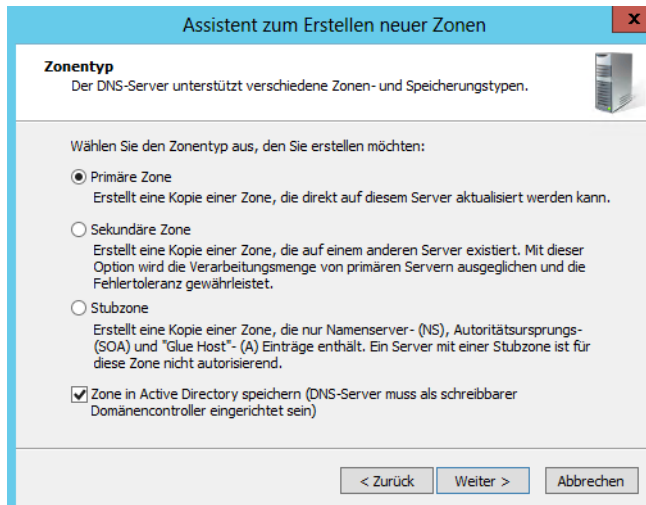 Assistent zum Erstellen neuer Zonen
x
Zonentyp
Der DNS-Server unterstützt verschiedene Zonen- und Speicherungstypen.
Wählen Sie den Zonentyp aus, den Sie erstellen möchten:
Primäre Zone
Erstellt eine Kopie einer Zone, die direkt auf diesem Server aktualisiert werden kann.
Sekundäre Zone
Erstellt eine Kopie einer Zone, die auf einem anderen Server existiert. Mit dieser
Option wird die Verarbeitungsmenge von primären Servern ausgeglichen und die
Fehlertoleranz gewährleistet.
Stubzone
Erstellt eine Kopie einer Zone, die nur Namenserver- (NS), Autoritätsursprungs-
(SOA) und "Glue Host"- (A) Einträge enthält. Ein Server mit einer Stubzone ist für
diese Zone nicht autorisierend.
Zone in Active Directory speichern (DNS-Server muss als schreibbarer
Domänencontroller eingerichtet sein)
< Zurück Weiter > Abbrechen